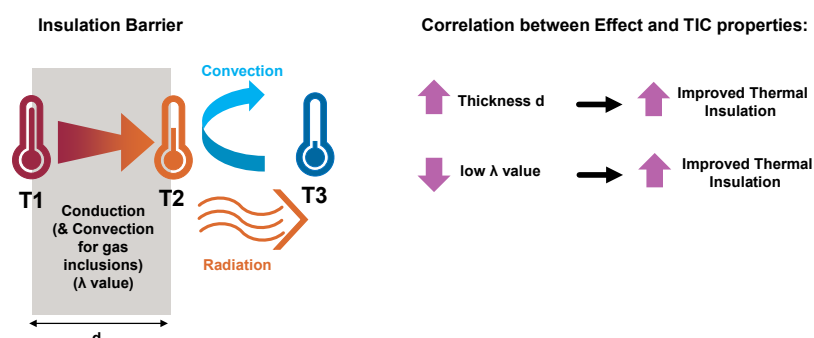 Insulation Barrier
Convection
T1
T2
T3
Conduction
(& Convection
for gas
inclusions)
(λ value)
Radiation
d
Correlation between Effect and TIC properties:
Thickness d
Improved Thermal
Insulation
low λ value
Improved Thermal
Insulation